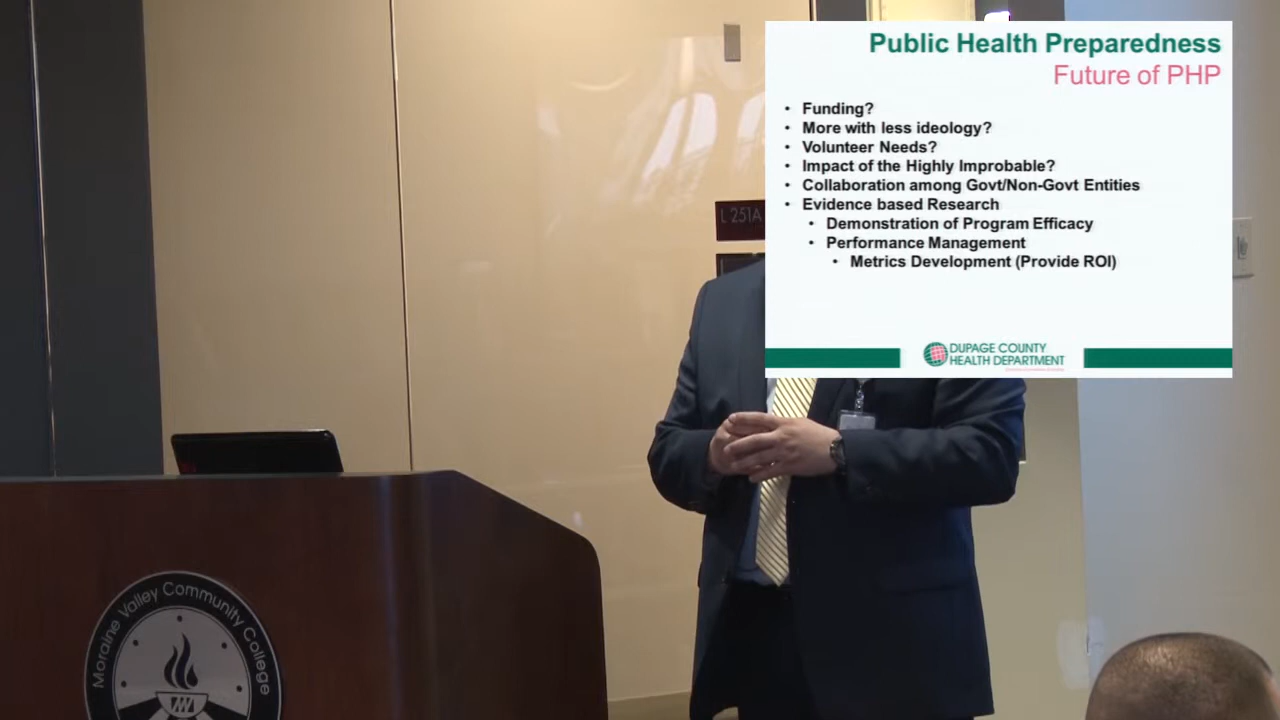 Public Health Preparedness
Future of PHP
• Funding?
• More with less ideology?
• Volunteer Needs?
• Impact of the Highly Improbable?
• Collaboration among Govt/Non-Govt Entities
• Evidence based Research
• Demonstration of Program Efficacy
• Performance Management
• Metrics Development (Provide ROI)
DUPAGE COUNTY
HEALTH DEPARTMENT
L 251A
Moraine Valley Community College